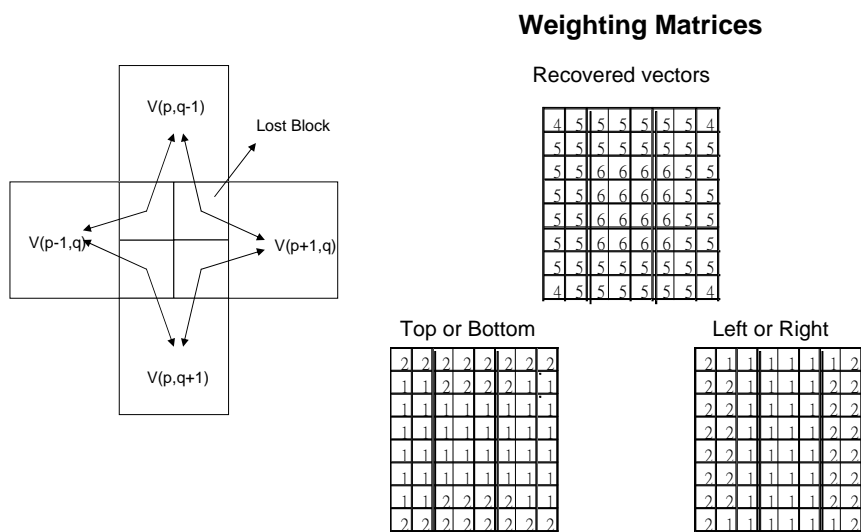 Weighting Matrices
V(p,q-1)
Lost Block
V(p-1,q)
V(p+1,q)
V(p,q+1)
Recovered vectors
4 5 5 5 5 5 5 4
5 5 5 5 5 5 5 5
5 5 6 6 6 6 5 5
5 5 6 6 6 6 5 5
5 5 6 6 6 6 5 5
5 5 6 6 6 6 5 5
5 5 5 5 5 5 5 5
4 5 5 5 5 5 5 4
Top or Bottom
2 2 2 2 2 2 2 2
1 1 2 2 2 2 1 1
1 1 1 1 1 1 1 1
1 1 1 1 1 1 1 1
1 1 1 1 1 1 1 1
1 1 1 1 1 1 1 1
1 1 2 2 2 2 1 1
2 2 2 2 2 2 2 2
Left or Right
2 1 1 1 1 1 1 2
2 2 1 1 1 1 2 2
2 2 1 1 1 1 2 2
2 2 1 1 1 1 2 2
2 2 1 1 1 1 2 2
2 2 1 1 1 1 2 2
2 2 1 1 1 1 2 2
2 1 1 1 1 1 1 2